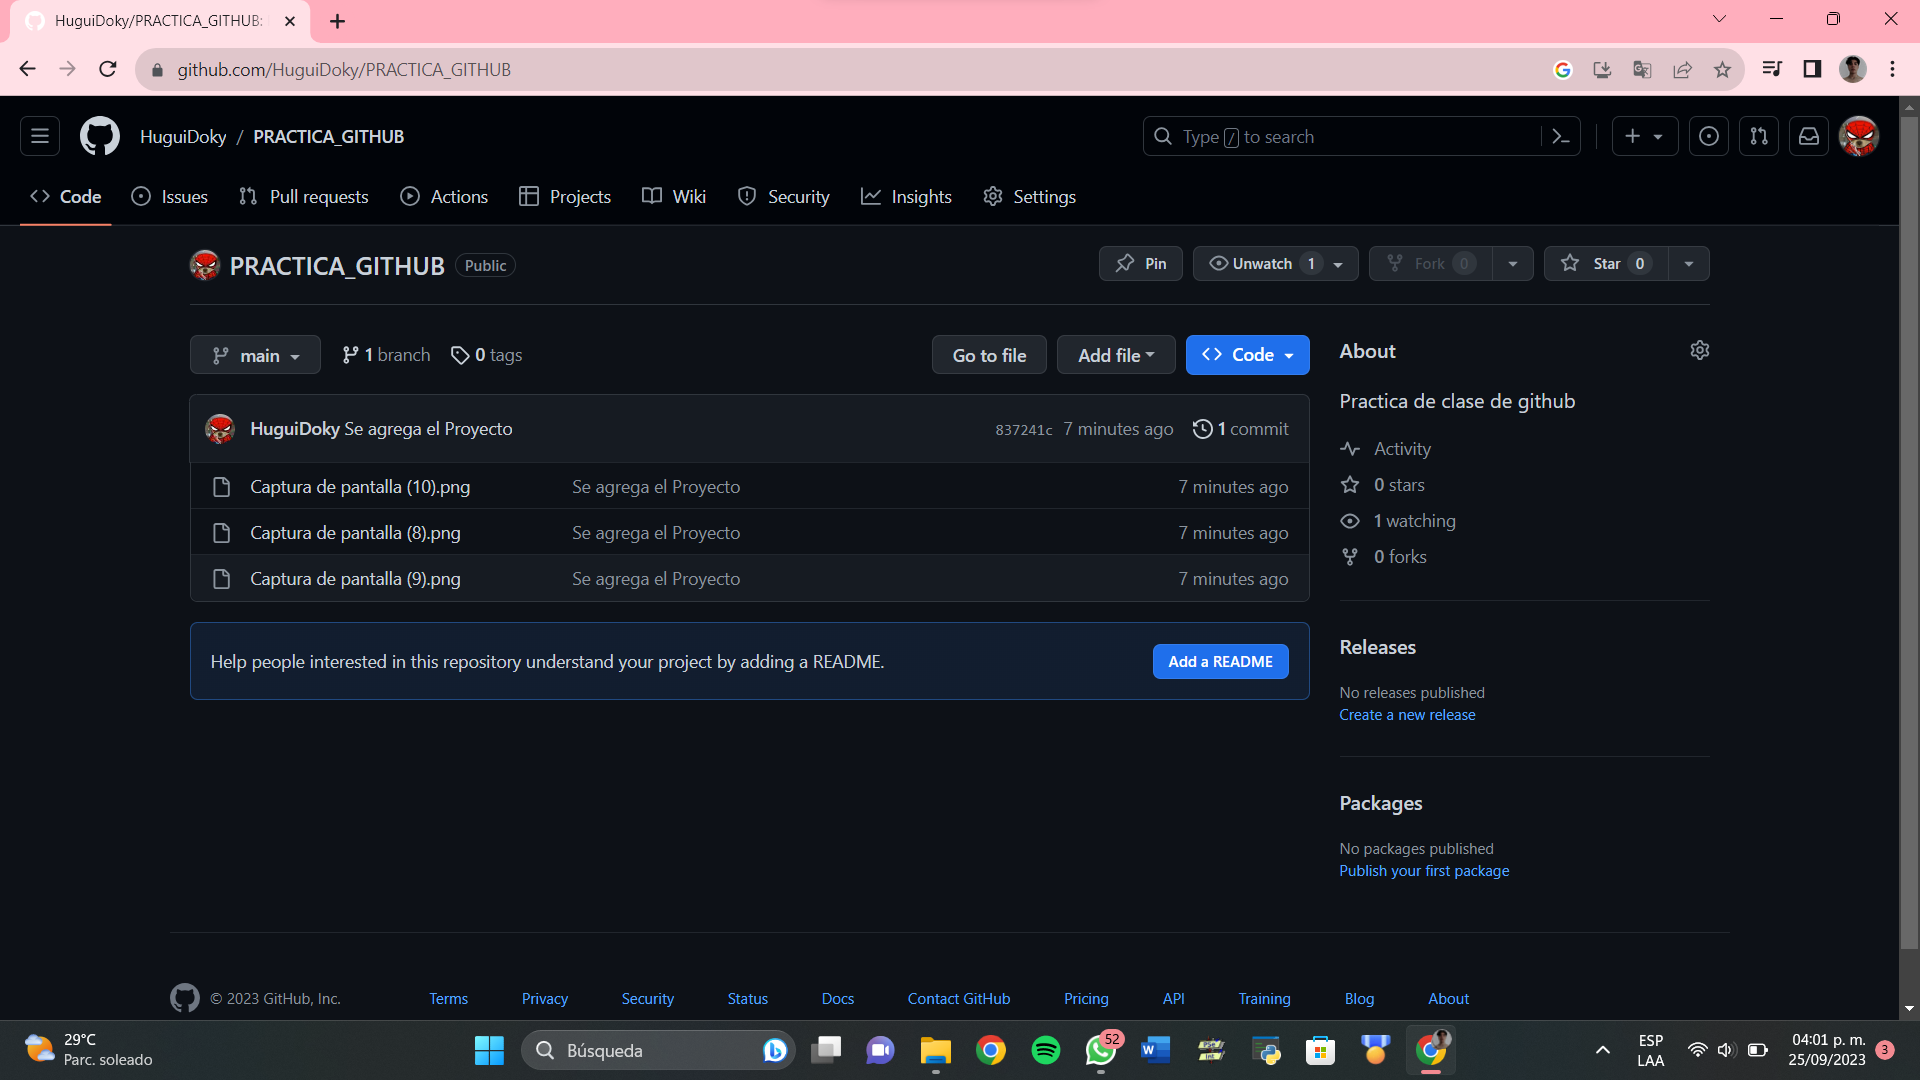 HuguiDoky/PRACTICA_GITHUB:
github.com/HuguiDoky/PRACTICA_GITHUB
HuguiDoky / PRACTICA_GITHUB
Type / to search
Code
Issues
Pull requests
Actions
Projects
Wiki
Security
Insights
Settings
PRACTICA_GITHUB
Public
Pin
Unwatch 1
Fork 0
Star 0
main
1 branch
0 tags
Go to file
Add file
Code
HuguiDoky Se agrega el Proyecto
837241c 7 minutes ago
1 commit
Captura de pantalla (10).png
Se agrega el Proyecto
7 minutes ago
Captura de pantalla (8).png
Se agrega el Proyecto
7 minutes ago
Captura de pantalla (9).png
Se agrega el Proyecto
7 minutes ago
Help people interested in this repository understand your project by adding a README.
Add a README
About
Practica de clase de github
Activity
0 stars
1 watching
0 forks
Releases
No releases published
Create a new release
Packages
No packages published
Publish your first package
© 2023 GitHub, Inc.
Terms
Privacy
Security
Status
Docs
Contact GitHub
Pricing
API
Training
Blog
About
29°C
Parc. soleado
Búsqueda
52
ESP
LAA
04:01 p. m.
25/09/2023
3